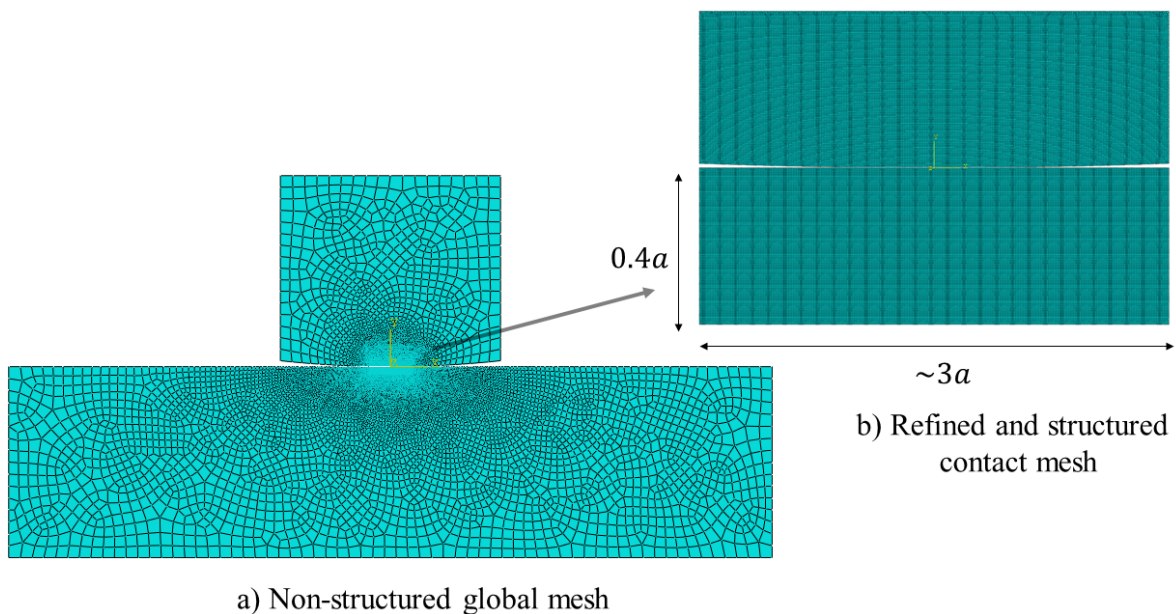 0.4a
~3a
b) Refined and structured
contact mesh
a) Non-structured global mesh